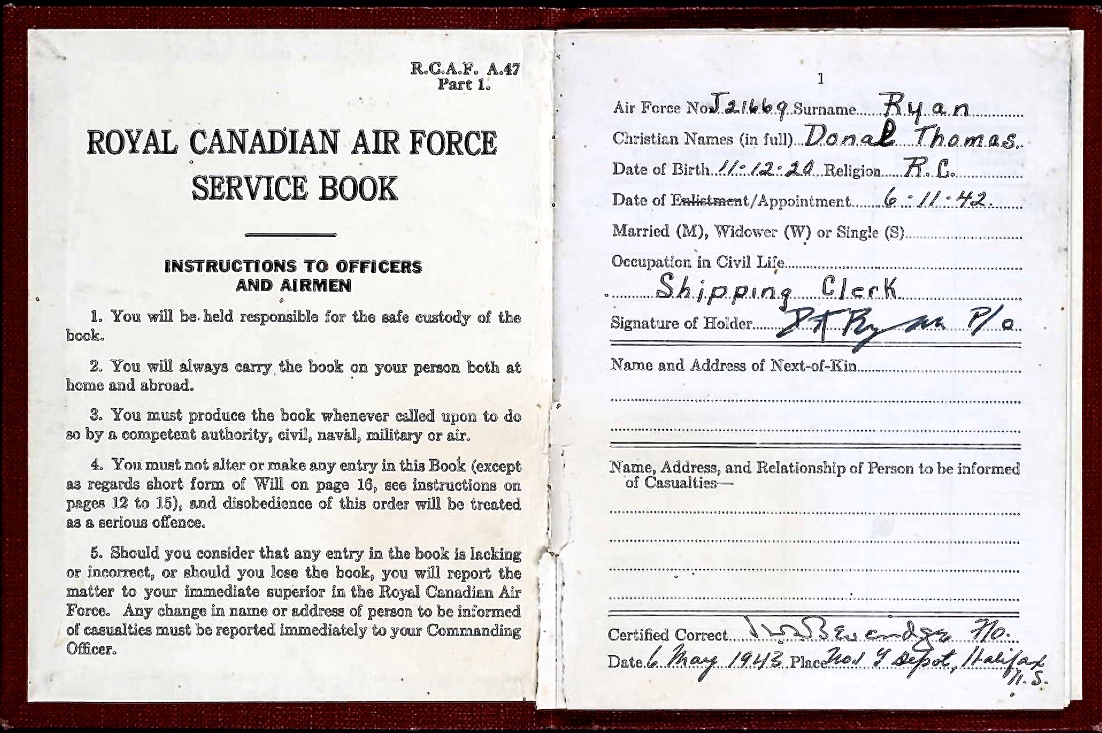 R.C.A.F. A.47
Part 1.
ROYAL CANADIAN AIR FORCE
SERVICE BOOK
INSTRUCTIONS TO OFFICERS
AND AIRMEN
1. You will be held responsible for the safe custody of the
book.
2. You will always carry the book on your person both at
home and abroad.
3. You must produce the book whenever called upon to do
so by a competent authority, civil, naval, military or air.
4. You must not alter or make any entry in this Book (except
as regards short form of Will on page 16, see instructions on
pages 12 to 15), and disobedience of this order will be treated
as a serious offence.
5. Should you consider that any entry in the book is lacking
or incorrect, or should you lose the book, you will report the
matter to your immediate superior in the Royal Canadian Air
Force. Any change in name or address of person to be informed
of casualties must be reported immediately to your Commanding
Officer.
1
Air Force No. J21669 Surname Ryan
Christian Names (in full) Donal Thomas.
Date of Birth 11:12:20 Religion R.C.
Date of Enlistment/Appointment 6:11:42.
Married (M), Widower (W) or Single (S)
Occupation in Civil Life
Shipping Clerk
Signature of Holder DT Ryan P/o
Name and Address of Next-of-Kin
Name, Address, and Relationship of Person to be informed
of Casualties—
Certified Correct
Date 6 May 1943 Place No1 Y Depot, Halifax
N.S.